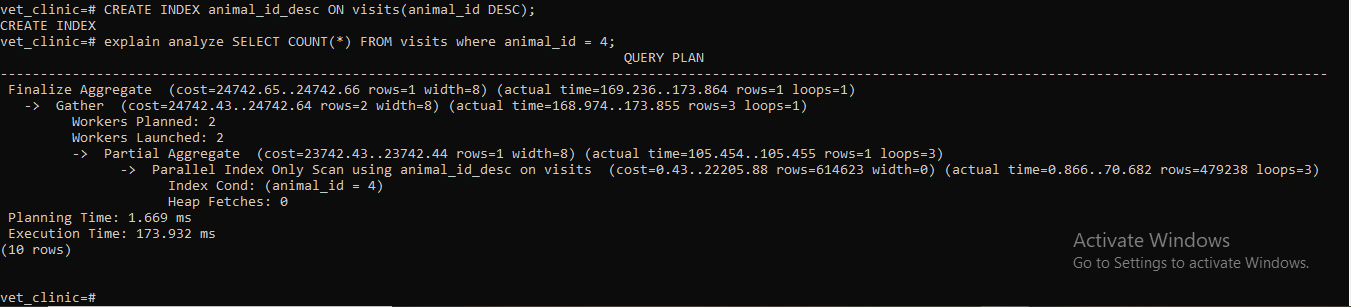 vet_clinic=# CREATE INDEX animal_id_desc ON visits(animal_id DESC);
CREATE INDEX
vet_clinic=# explain analyze SELECT COUNT(*) FROM visits where animal_id = 4;
QUERY PLAN
-----------------------------------------------------------------------------------------------------------------------------------------------------------------------
Finalize Aggregate  (cost=24742.65..24742.66 rows=1 width=8) (actual time=169.236..173.864 rows=1 loops=1)
->  Gather  (cost=24742.43..24742.64 rows=2 width=8) (actual time=168.974..173.855 rows=3 loops=1)
Workers Planned: 2
Workers Launched: 2
->  Partial Aggregate  (cost=23742.43..23742.44 rows=1 width=8) (actual time=105.454..105.455 rows=1 loops=3)
->  Parallel Index Only Scan using animal_id_desc on visits  (cost=0.43..22205.88 rows=614623 width=0) (actual time=0.866..70.682 rows=479238 loops=3)
Index Cond: (animal_id = 4)
Heap Fetches: 0
Planning Time: 1.669 ms
Execution Time: 173.932 ms
(10 rows)
vet_clinic=#
Activate Windows
Go to Settings to activate Windows.